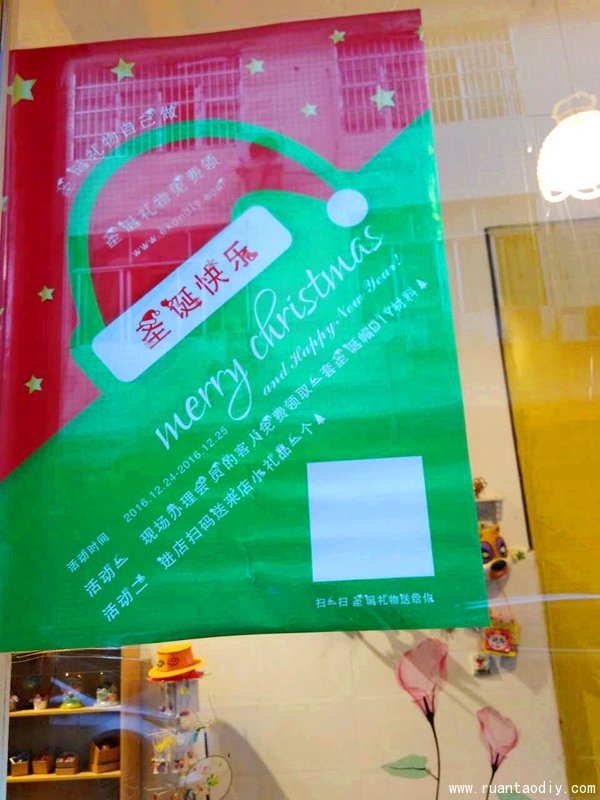 圣诞礼物自己做
圣诞礼物免费领
圣诞快乐
merry christmas
and Happy New Year!
活动时间 2016.12.24-2016.12.25
活动一 现场办理会员的客人免费领取一套圣诞帽DIY材料
活动二 进店扫码送菜店小礼品一个
扫一扫 圣诞礼物送给你
www.ruantaodiy.com